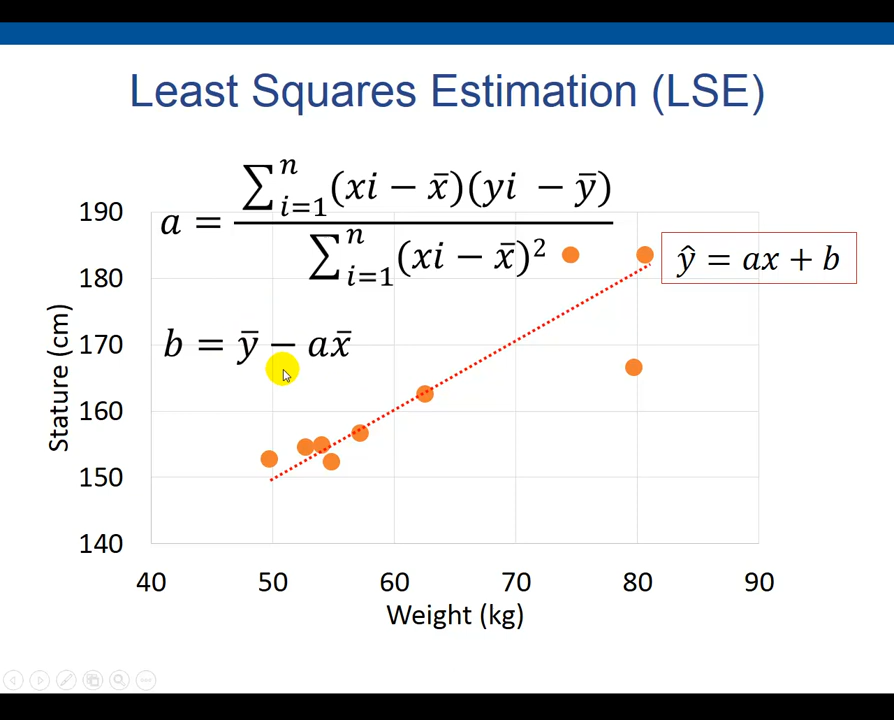 Least Squares Estimation (LSE)
a = ∑ⁿᵢ₌₁ (xi − x̄)(yi − ȳ) / ∑ⁿᵢ₌₁ (xi − x̄)²
ŷ = ax + b
b = ȳ − ax̄
190
180
170
160
150
140
Stature (cm)
40 50 60 70 80 90
Weight (kg)